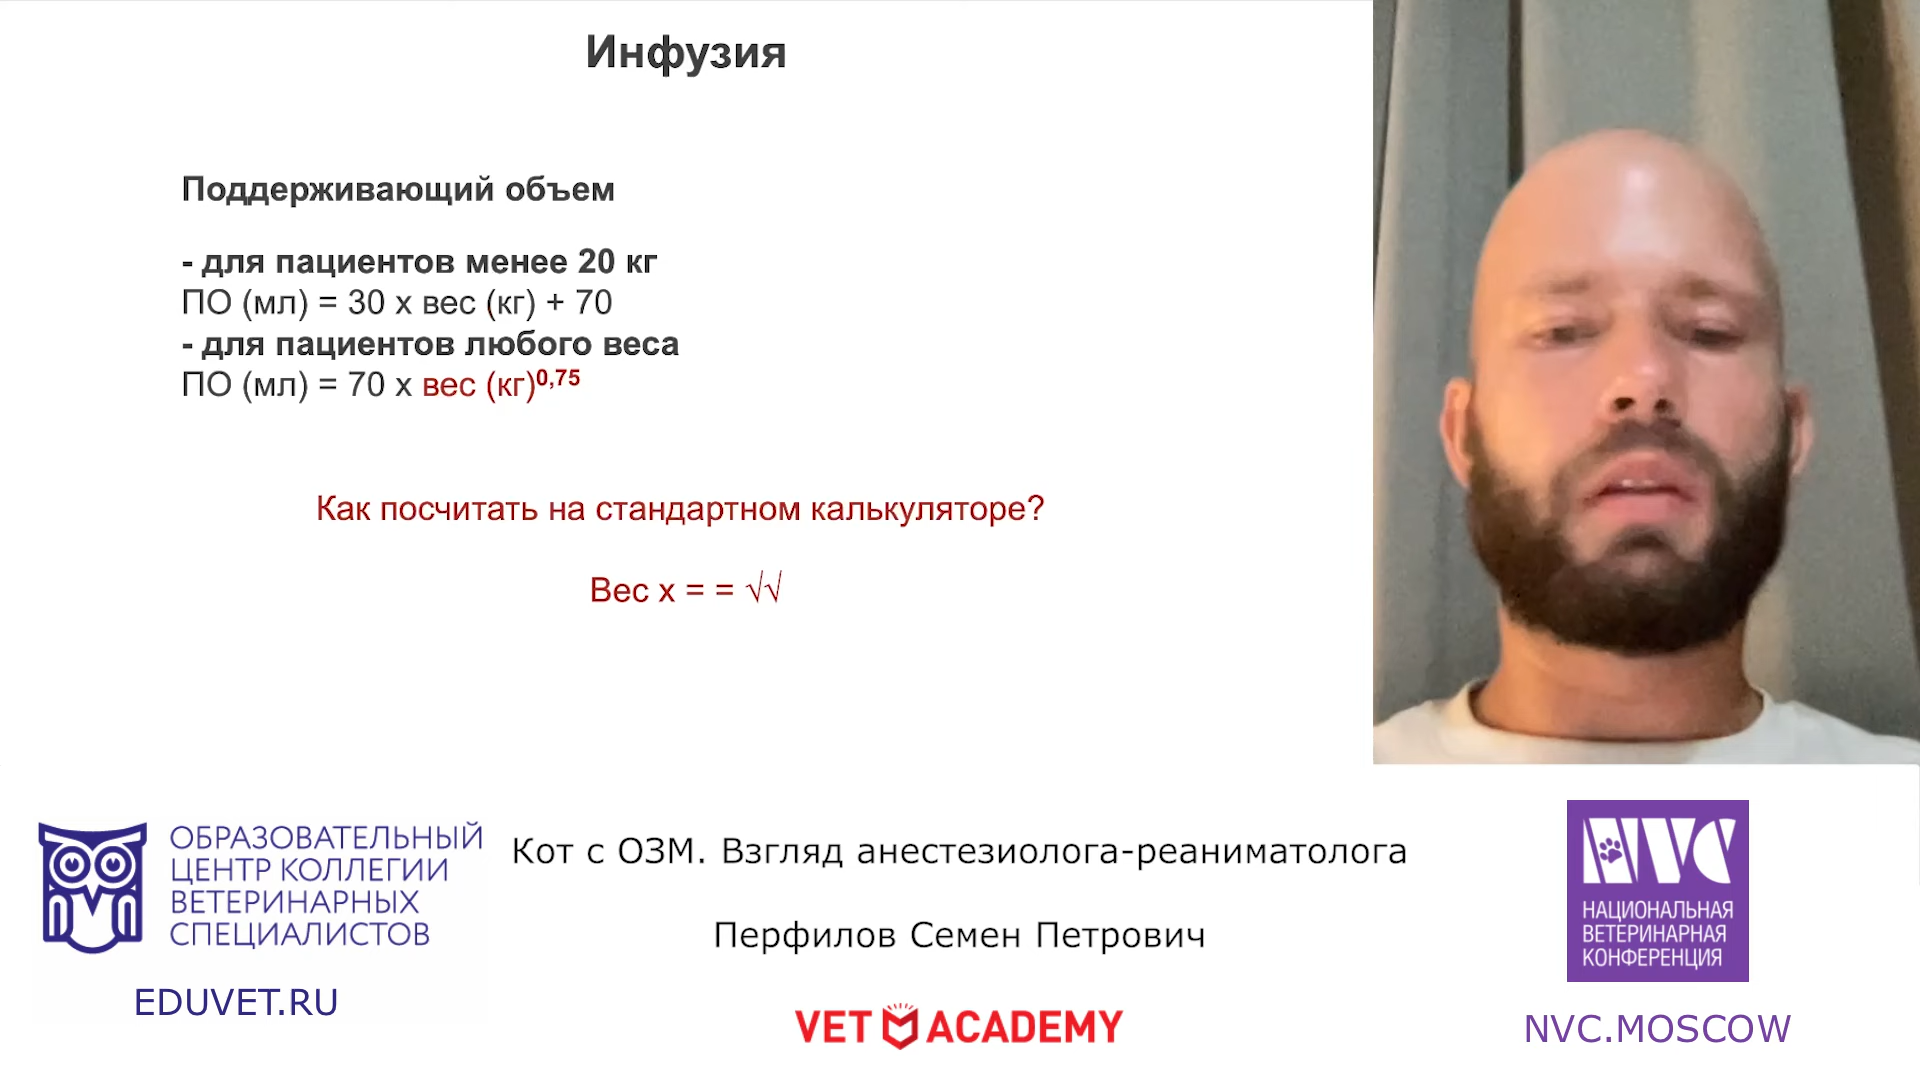 Инфузия
Поддерживающий объем
- для пациентов менее 20 кг
ПО (мл) = 30 x вес (кг) + 70
- для пациентов любого веса
ПО (мл) = 70 x вес (кг)^0,75
Как посчитать на стандартном калькуляторе?
Вес x = = √√
ОБРАЗОВАТЕЛЬНЫЙ
ЦЕНТР КОЛЛЕГИИ
ВЕТЕРИНАРНЫХ
СПЕЦИАЛИСТОВ
EDUVET.RU
Кот с ОЗМ. Взгляд анестезиолога-реаниматолога
Перфилов Семен Петрович
VET ACADEMY
NVC
НАЦИОНАЛЬНАЯ
ВЕТЕРИНАРНАЯ
КОНФЕРЕНЦИЯ
NVC.MOSCOW